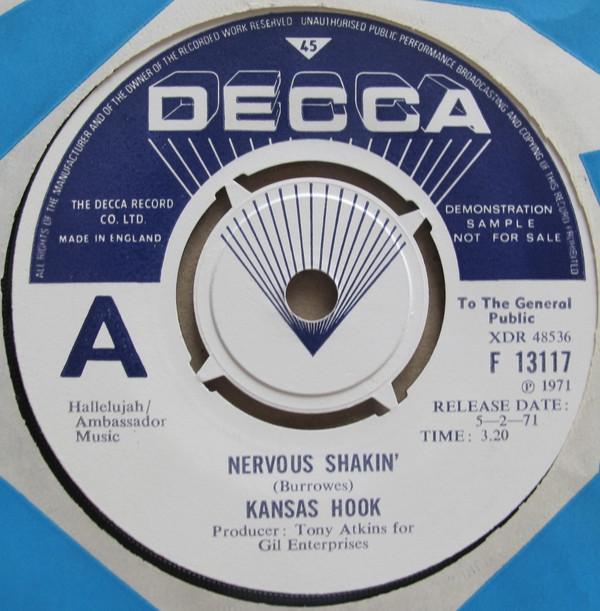 ALL RIGHTS OF THE MANUFACTURER AND OF THE OWNER OF THE RECORDED WORK RESERVED UNAUTHORISED PUBLIC PERFORMANCE BROADCASTING AND COPYING OF THIS RECORD PROHIBITED
45
DECCA
THE DECCA RECORD
CO. LTD.
MADE IN ENGLAND
DEMONSTRATION
SAMPLE
NOT FOR SALE
A
To The General
Public
XDR 48536
F 13117
℗ 1971
Hallelujah/
Ambassador
Music
RELEASE DATE:
5—2—71
TIME: 3.20
NERVOUS SHAKIN'
(Burrowes)
KANSAS HOOK
Producer: Tony Atkins for
Gil Enterprises